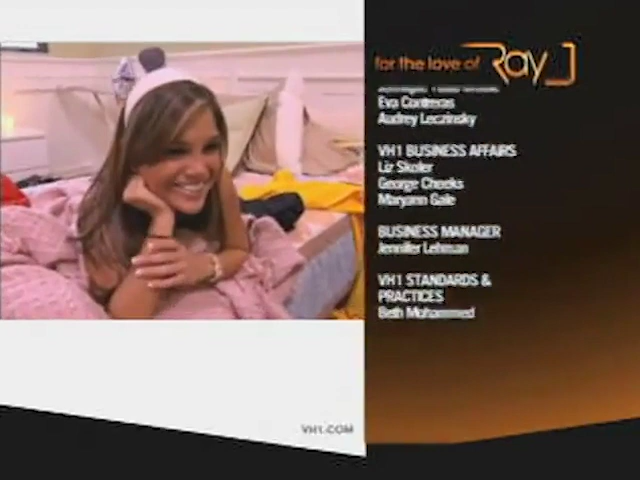 for the love of Ray J
Eva Contreras
Audrey Leczinsky
VH1 BUSINESS AFFAIRS
Liz Skoler
George Cheeks
Maryann Gale
BUSINESS MANAGER
Jennifer Lehman
VH1 STANDARDS &
PRACTICES
Beth Mohammed
VH1.COM